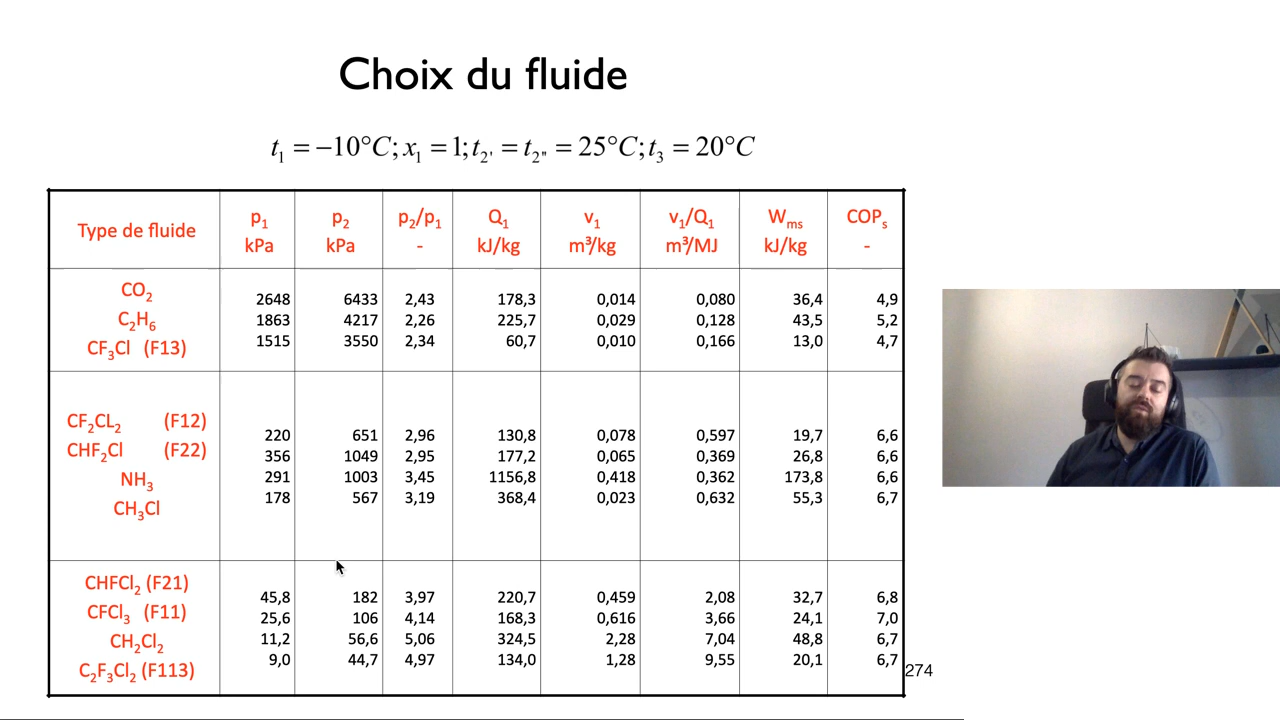 Choix du fluide
t₁ = −10°C; x₁ = 1; t₂' = t₂" = 25°C; t₃ = 20°C
Type de fluide p₁ kPa p₂ kPa p₂/p₁ - Q₁ kJ/kg v₁ m³/kg v₁/Q₁ m³/MJ Wₘₛ kJ/kg COPₛ -
CO₂ 2648 6433 2,43 178,3 0,014 0,080 36,4 4,9
C₂H₆ 1863 4217 2,26 225,7 0,029 0,128 43,5 5,2
CF₃Cl (F13) 1515 3550 2,34 60,7 0,010 0,166 13,0 4,7
CF₂CL₂ (F12) 220 651 2,96 130,8 0,078 0,597 19,7 6,6
CHF₂Cl (F22) 356 1049 2,95 177,2 0,065 0,369 26,8 6,6
NH₃ 291 1003 3,45 1156,8 0,418 0,362 173,8 6,6
CH₃Cl 178 567 3,19 368,4 0,023 0,632 55,3 6,7
CHFCl₂ (F21) 45,8 182 3,97 220,7 0,459 2,08 32,7 6,8
CFCl₃ (F11) 25,6 106 4,14 168,3 0,616 3,66 24,1 7,0
CH₂Cl₂ 11,2 56,6 5,06 324,5 2,28 7,04 48,8 6,7
C₂F₃Cl₂ (F113) 9,0 44,7 4,97 134,0 1,28 9,55 20,1 6,7
274